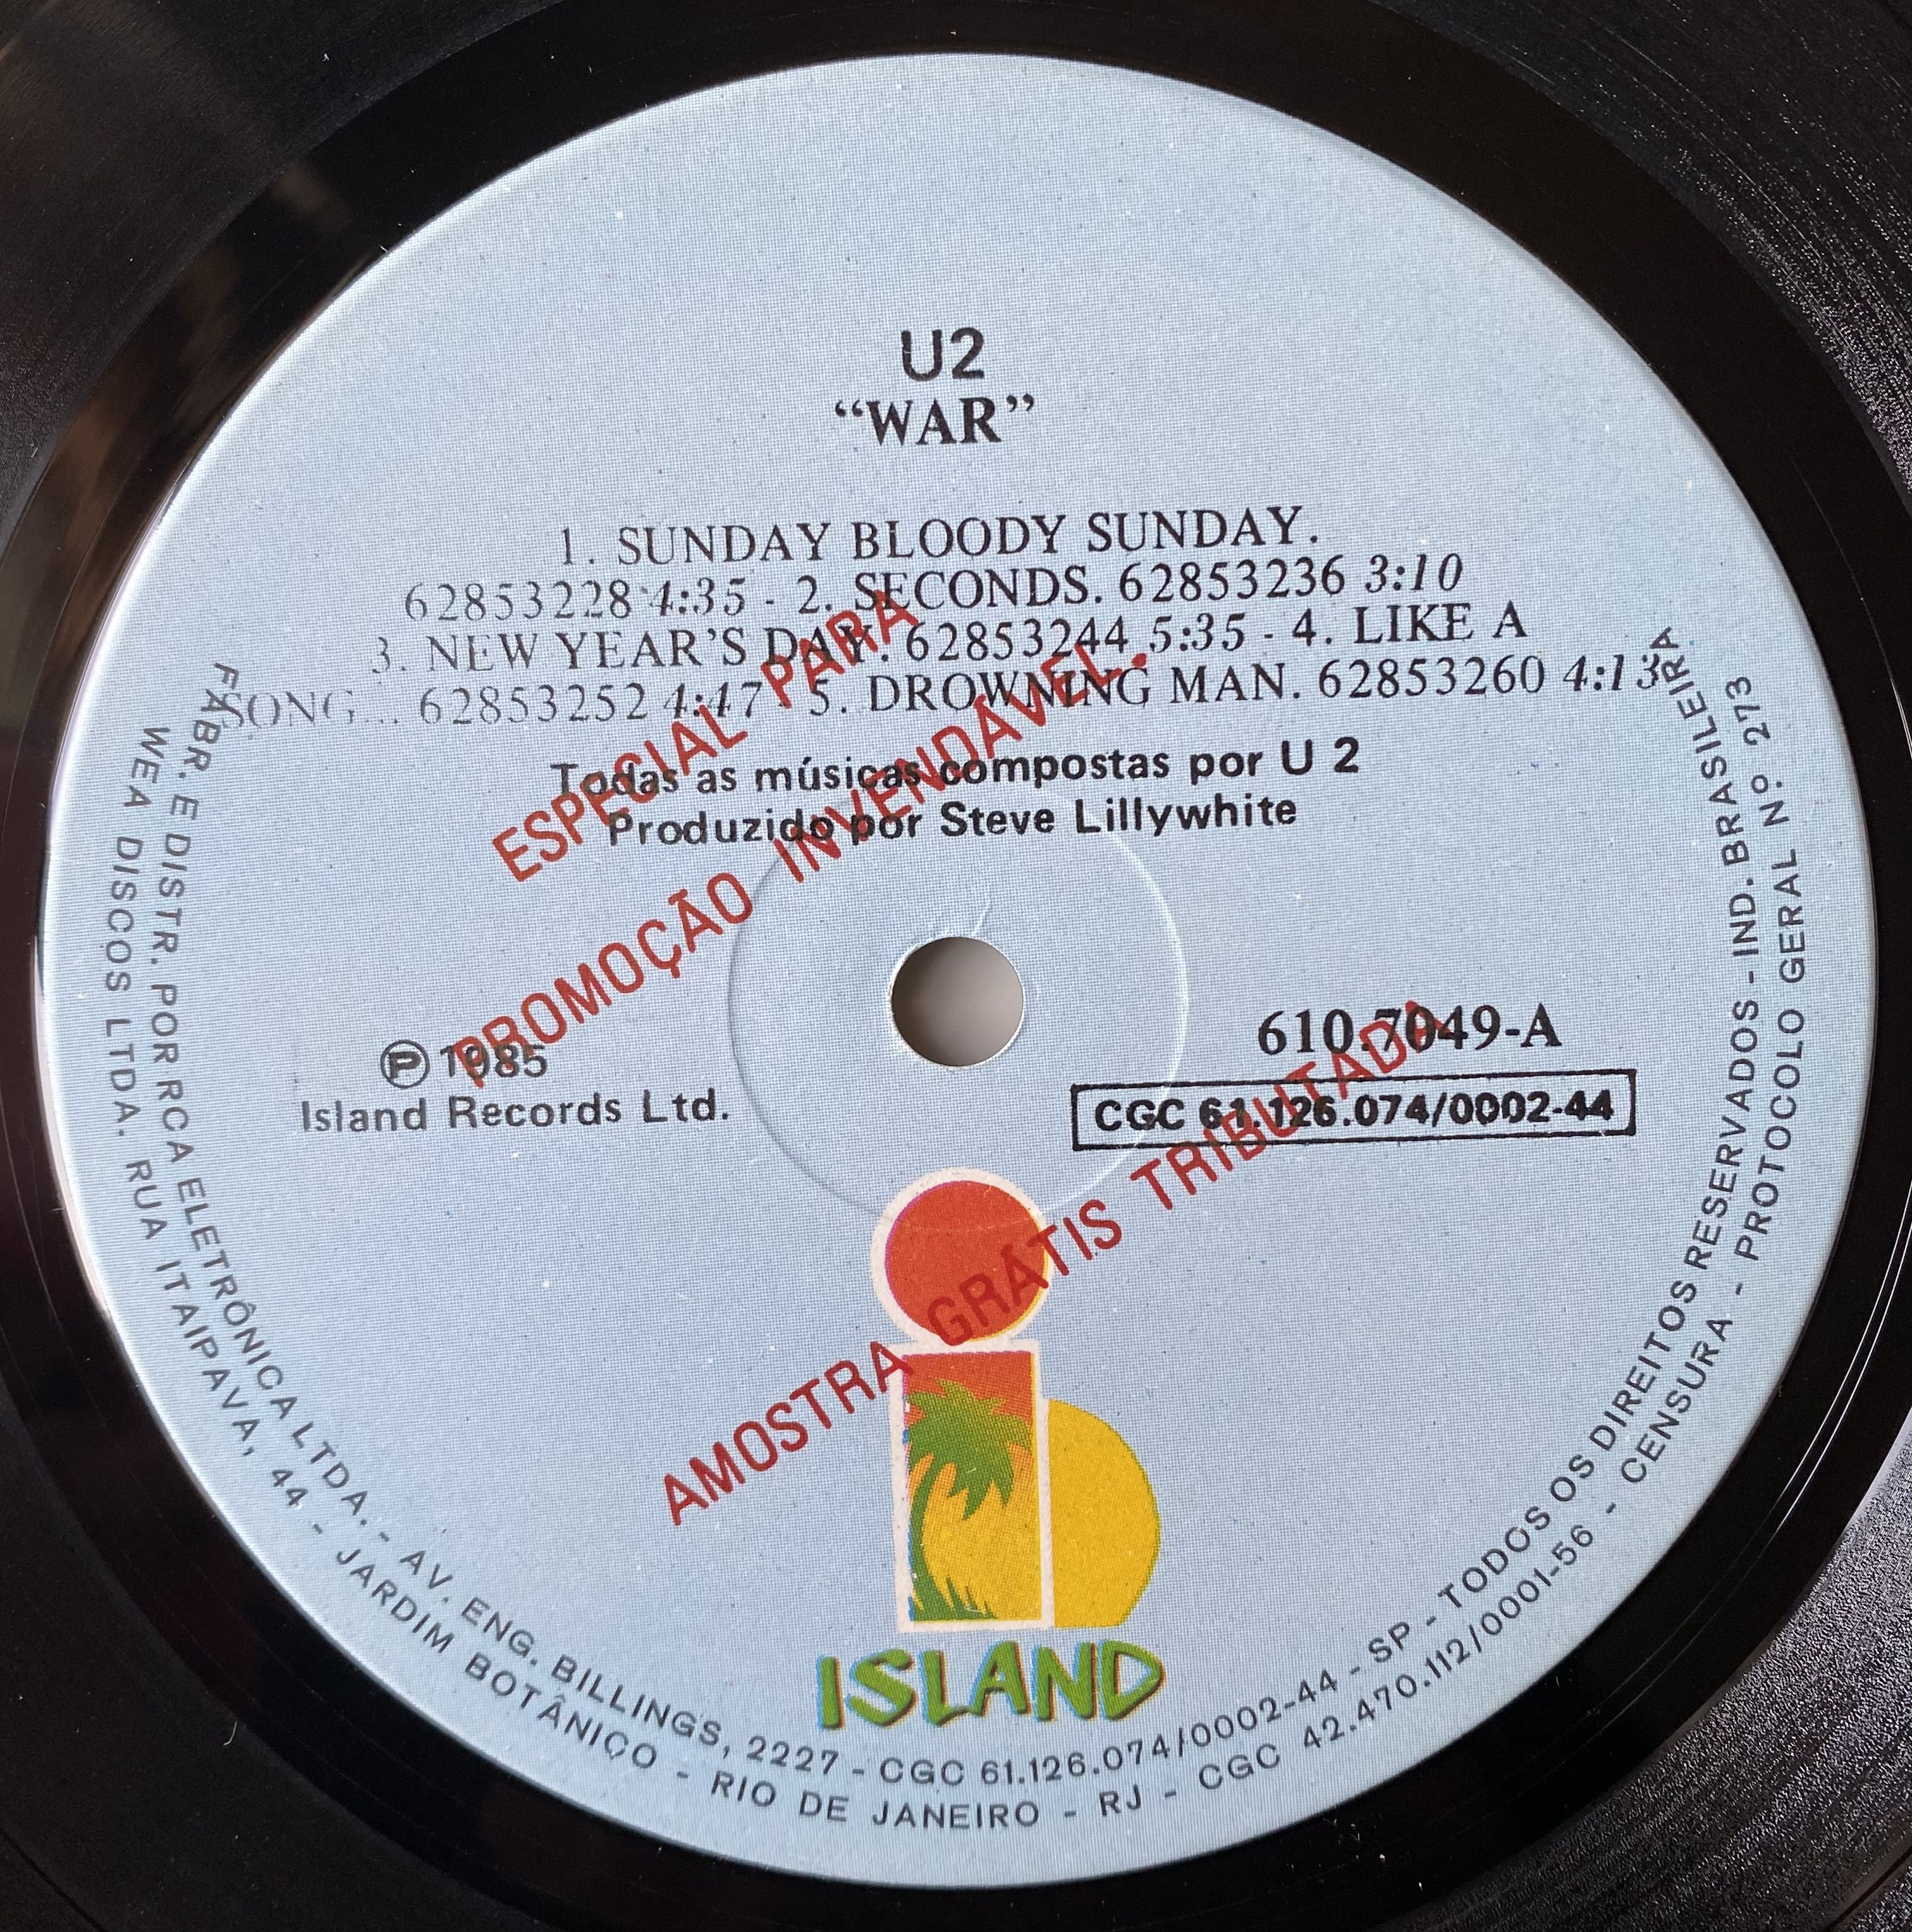 U2
“WAR”
1. SUNDAY BLOODY SUNDAY.
62853228 4:35 - 2. SECONDS. 62853236 3:10
3. NEW YEAR’S DAY. 62853244 5:35 - 4. LIKE A
SONG... 62853252 4:47 - 5. DROWNING MAN. 62853260 4:13
Todas as músicas compostas por U 2
Produzido por Steve Lillywhite
ESPECIAL PARA
PROMOÇÃO INVENDÁVEL.
AMOSTRA GRÁTIS TRIBUTADA
Ⓟ 1985
Island Records Ltd.
610.7049-A
CGC 61.126.074/0002-44
ISLAND
FABR. E DISTR. POR RCA ELETRÔNICA LTDA. - AV. ENG. BILLINGS, 2227 - CGC 61.126.074/0002-44 - SP - TODOS OS DIREITOS RESERVADOS - IND. BRASILEIRA.
WEA DISCOS LTDA. RUA ITAIPAVA, 44 - JARDIM BOTÂNICO - RIO DE JANEIRO - RJ - CGC 42.470.112/0001-56 - CENSURA - PROTOCOLO GERAL Nº 273